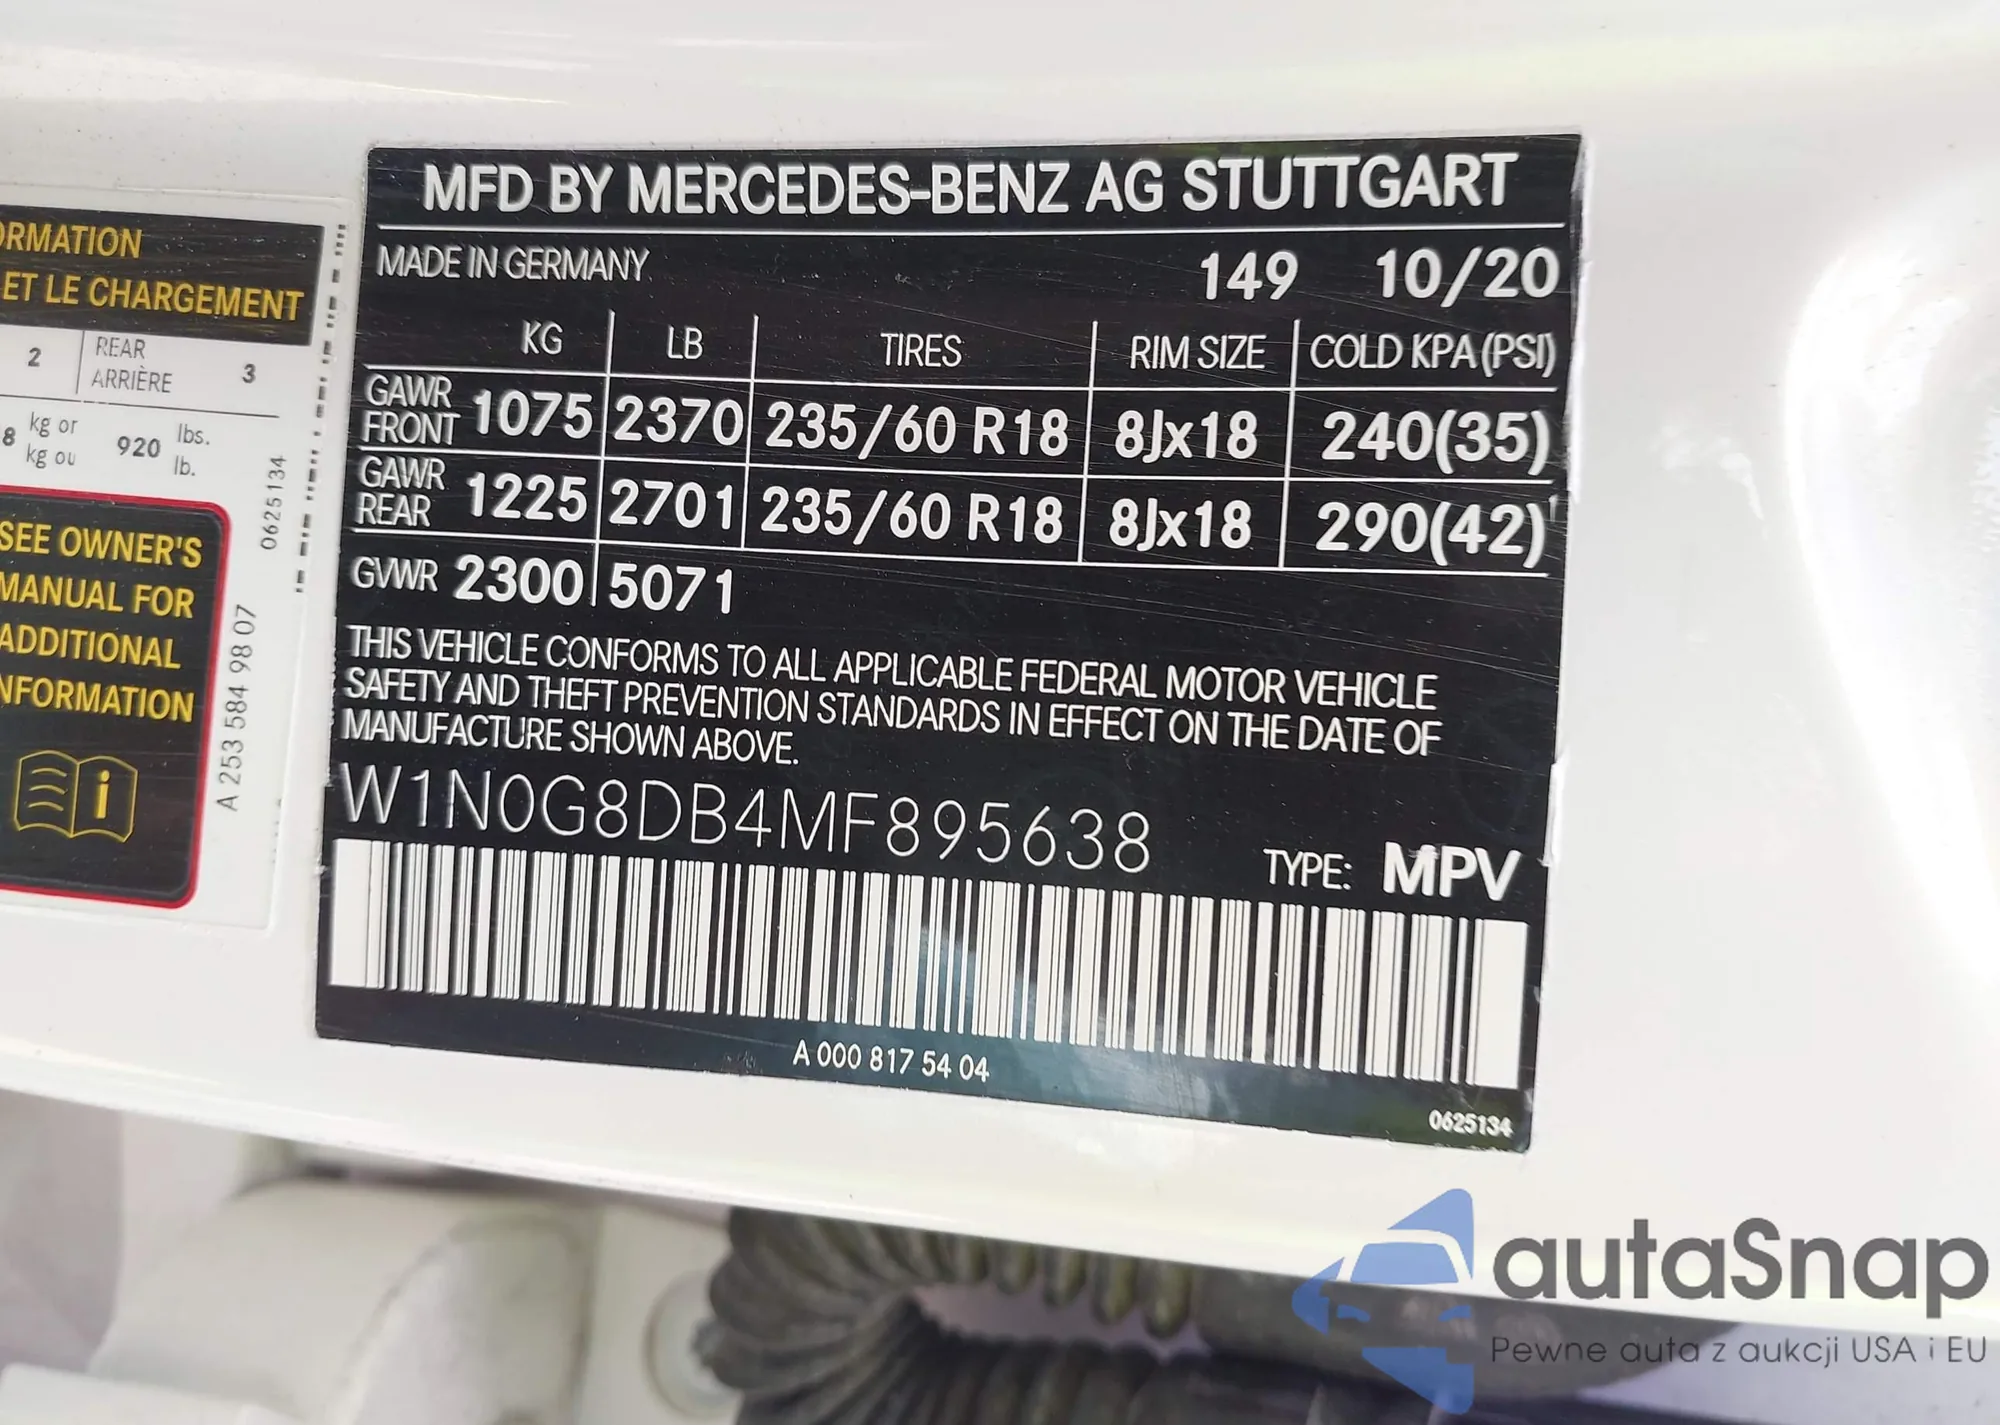 ORMATION
ET LE CHARGEMENT
2 REAR 3
ARRIÈRE
8 kg or 920 lbs.
kg ou lb.
0625134
SEE OWNER'S
MANUAL FOR
ADDITIONAL
NFORMATION
i
A 253 584 98 07
MFD BY MERCEDES-BENZ AG STUTTGART
MADE IN GERMANY 149 10/20
KG LB TIRES RIM SIZE COLD KPA (PSI)
GAWR FRONT 1075 2370 235/60 R18 8Jx18 240(35)
GAWR REAR 1225 2701 235/60 R18 8Jx18 290(42)
GVWR 2300 5071
THIS VEHICLE CONFORMS TO ALL APPLICABLE FEDERAL MOTOR VEHICLE
SAFETY AND THEFT PREVENTION STANDARDS IN EFFECT ON THE DATE OF
MANUFACTURE SHOWN ABOVE.
W1N0G8DB4MF895638
TYPE: MPV
A 000 817 54 04
0625134
autaSnap
Pewne auta z aukcji USA i EU